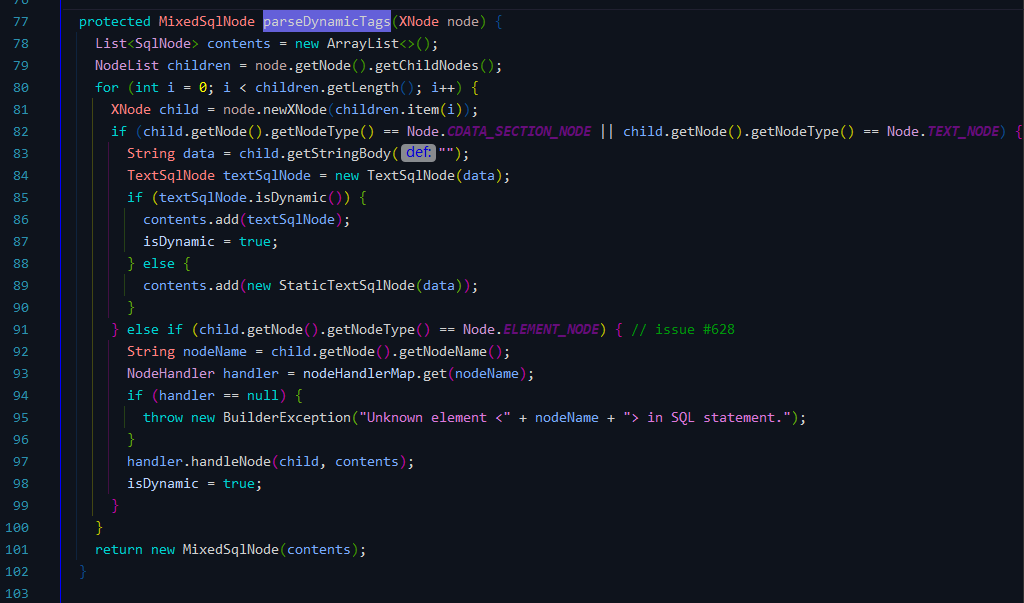 77 protected MixedSqlNode parseDynamicTags(XNode node) {
78 List<SqlNode> contents = new ArrayList<>();
79 NodeList children = node.getNode().getChildNodes();
80 for (int i = 0; i < children.getLength(); i++) {
81 XNode child = node.newXNode(children.item(i));
82 if (child.getNode().getNodeType() == Node.CDATA_SECTION_NODE || child.getNode().getNodeType() == Node.TEXT_NODE) {
83 String data = child.getStringBody( def: "");
84 TextSqlNode textSqlNode = new TextSqlNode(data);
85 if (textSqlNode.isDynamic()) {
86 contents.add(textSqlNode);
87 isDynamic = true;
88 } else {
89 contents.add(new StaticTextSqlNode(data));
90 }
91 } else if (child.getNode().getNodeType() == Node.ELEMENT_NODE) { // issue #628
92 String nodeName = child.getNode().getNodeName();
93 NodeHandler handler = nodeHandlerMap.get(nodeName);
94 if (handler == null) {
95 throw new BuilderException("Unknown element <" + nodeName + "> in SQL statement.");
96 }
97 handler.handleNode(child, contents);
98 isDynamic = true;
99 }
100 }
101 return new MixedSqlNode(contents);
102 }
103